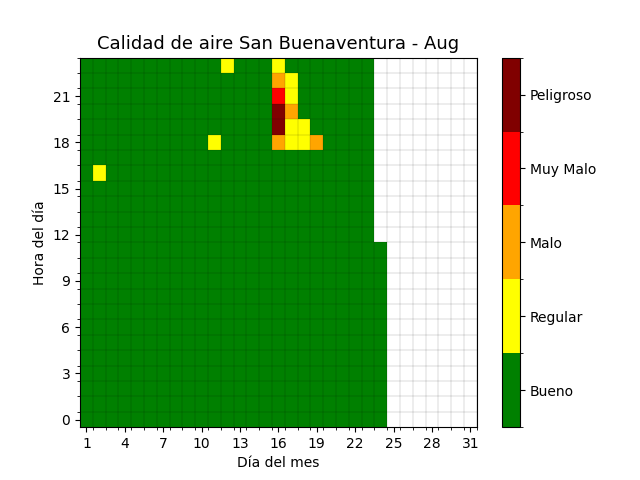 Calidad de aire San Buenaventura - Aug
Hora del día
21
18
15
12
9
6
3
0
1 4 7 10 13 16 19 22 25 28 31
Día del mes
Peligroso
Muy Malo
Malo
Regular
Bueno